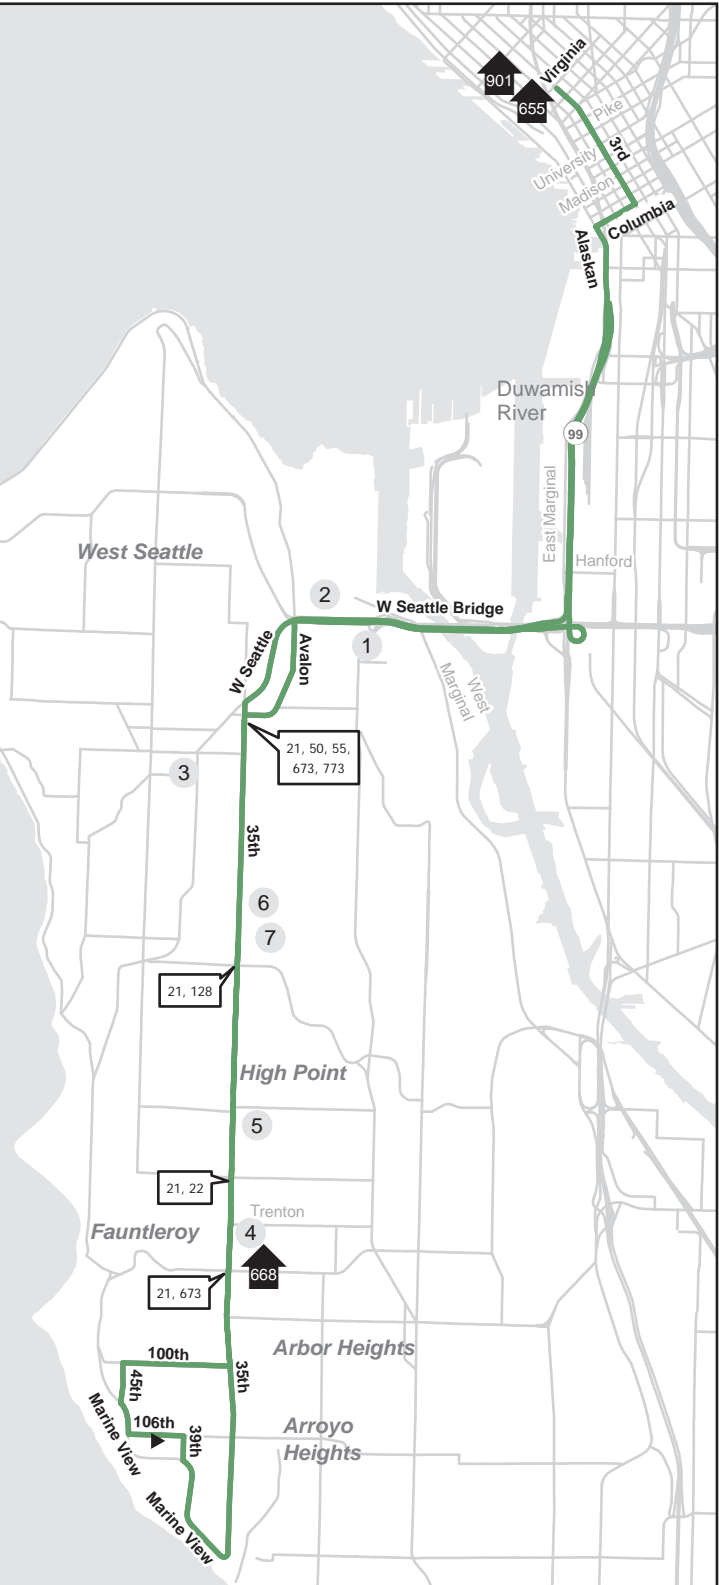 Virginia
901
655
Pike
3rd
University
Madison
Columbia
Alaskan
Duwamish
River
99
East Marginal
Hanford
West Seattle
2
W Seattle Bridge
1
W Seattle
Avalon
West
Marginal
21, 50, 55,
673, 773
3
35th
6
7
21, 128
High Point
5
21, 22
Trenton
Fauntleroy
4
668
21, 673
Arbor Heights
100th
35th
45th
Marine View
106th
39th
Arroyo
Heights
Marine View